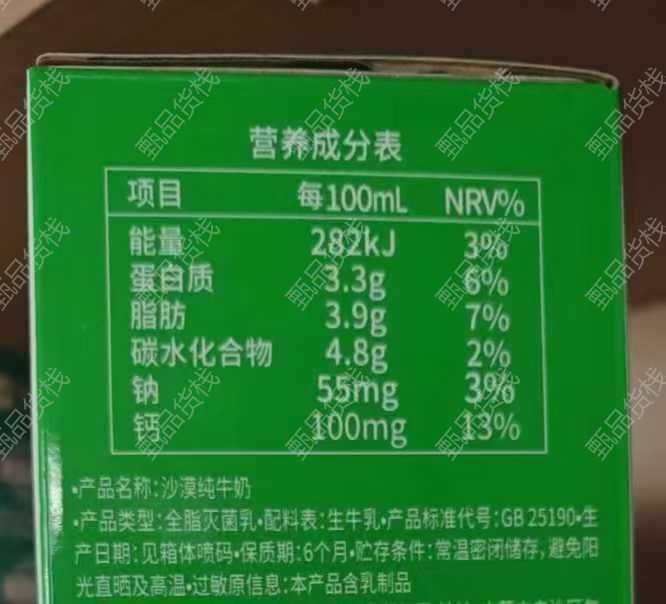 营养成分表
项目 每100mL NRV%
能量 282kJ 3%
蛋白质 3.3g 6%
脂肪 3.9g 7%
碳水化合物 4.8g 2%
钠 55mg 3%
钙 100mg 13%
•产品名称:沙漠纯牛奶
•产品类型:全脂灭菌乳•配料表:生牛乳•产品标准代号:GB 25190•生
产日期:见箱体喷码•保质期:6个月•贮存条件:常温密闭储存,避免阳
光直晒及高温•过敏原信息:本产品含乳制品
甄品货栈